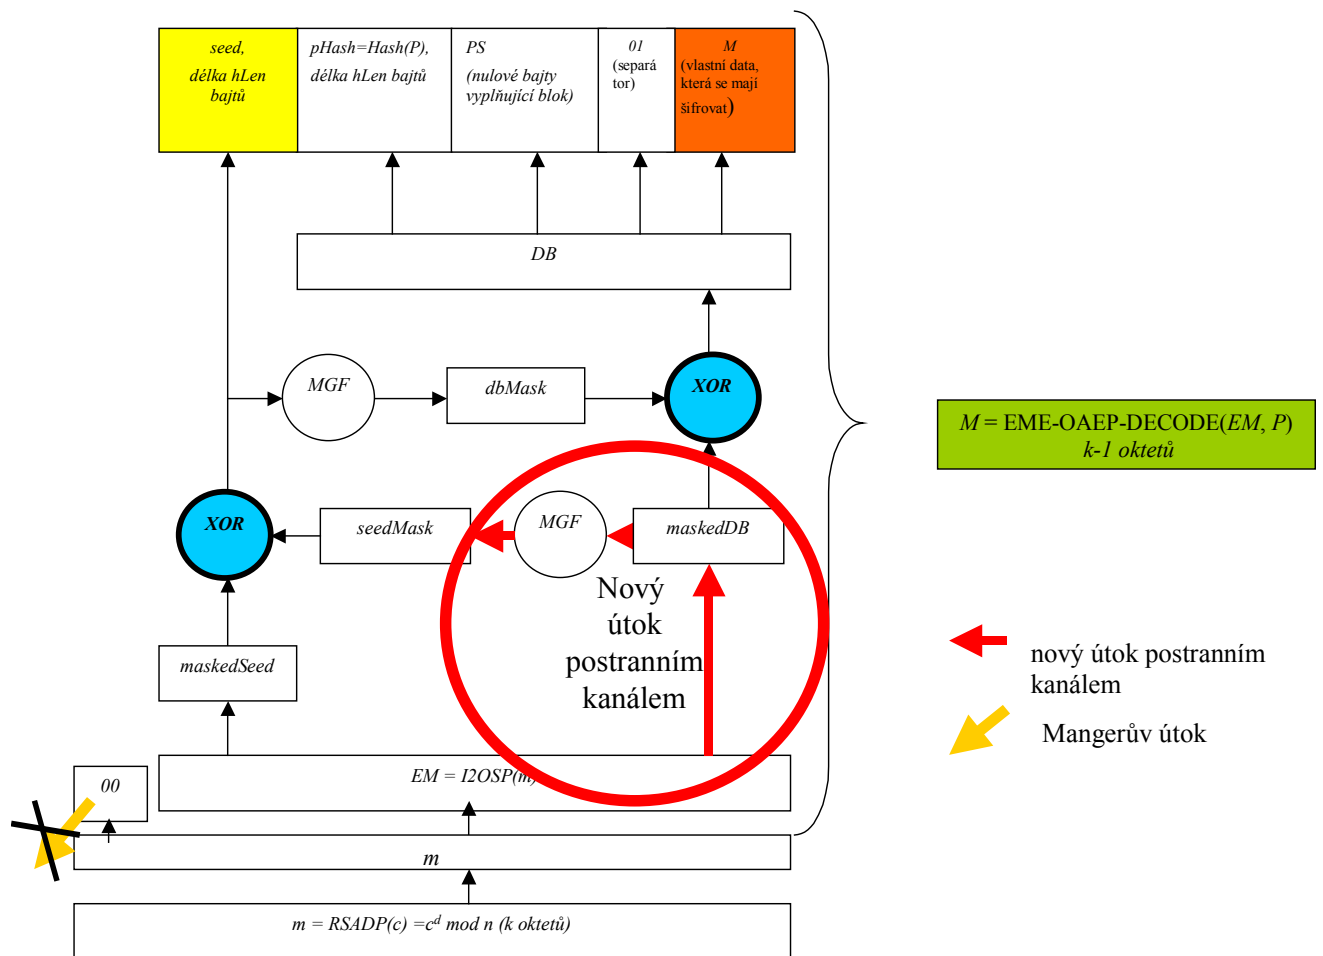 seed,
délka hLen
bajtů
pHash=Hash(P),
délka hLen bajtů
PS
(nulové bajty
vyplňující blok)
01
(separá
tor)
M
(vlastní data,
která se mají
šifrovat)
DB
MGF
dbMask
XOR
M = EME-OAEP-DECODE(EM, P)
k-1 oktetů
XOR
seedMask
MGF
maskedDB
Nový
útok
postranním
kanálem
maskedSeed
nový útok postranním
kanálem
Mangerův útok
00
EM = I2OSP(m)
m
m = RSADP(c) =c^d mod n (k oktetů)